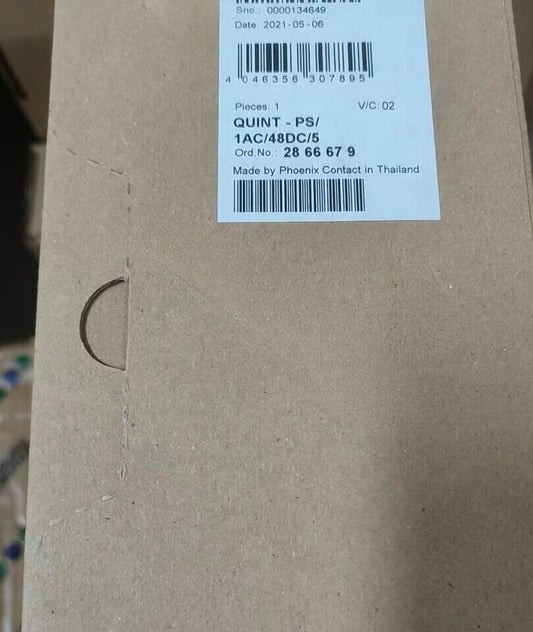 Sno.: 0000134649
Date. 2021-05-06
4 046356 307895
Pieces: 1 V/C: 02
QUINT - PS/
1AC/48DC/5
Ord.No.: 28 66 67 9
Made by Phoenix Contact in Thailand